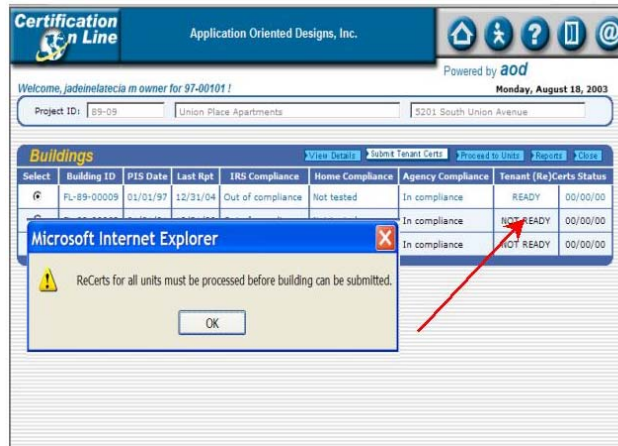 Certification
On Line
Application Oriented Designs, Inc.
Powered by aod
Welcome, jadeinelatecia m owner for 97-00101 !
Monday, August 18, 2003
Project ID: 89-09 Union Place Apartments 5201 South Union Avenue
Buildings
View Details Submit Tenant Certs Proceed to Units Reports Close
Select Building ID PIS Date Last Rpt IRS Compliance Home Compliance Agency Compliance Tenant (Re)Certs Status
FL-89-00009 01/01/97 12/31/04 Out of compliance Not tested In compliance READY 00/00/00
In compliance NOT READY 00/00/00
In compliance NOT READY 00/00/00
Microsoft Internet Explorer
ReCerts for all units must be processed before building can be submitted.
OK